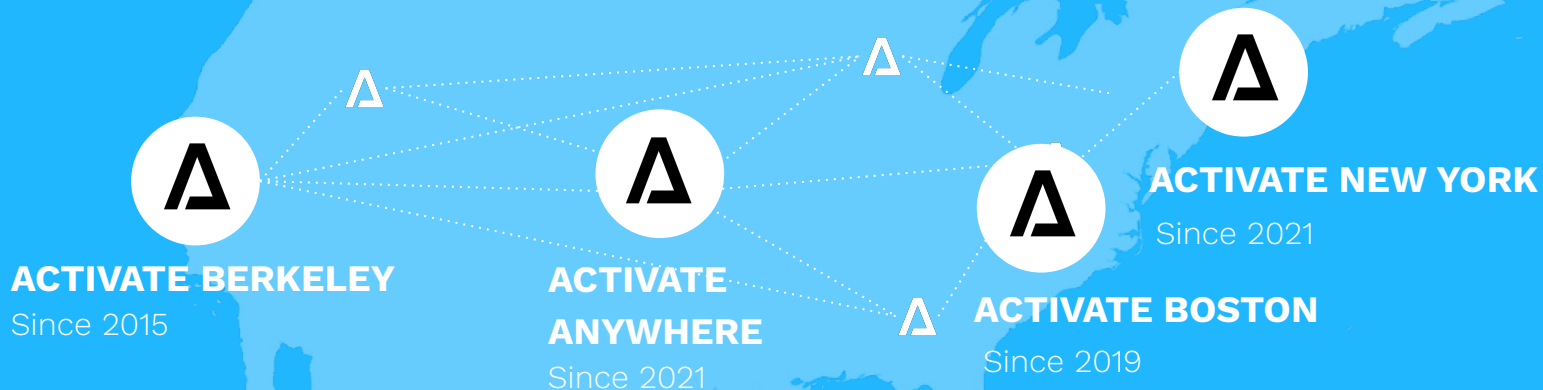 ACTIVATE BERKELEY
Since 2015
ACTIVATE
ANYWHERE
Since 2021
ACTIVATE BOSTON
Since 2019
ACTIVATE NEW YORK
Since 2021